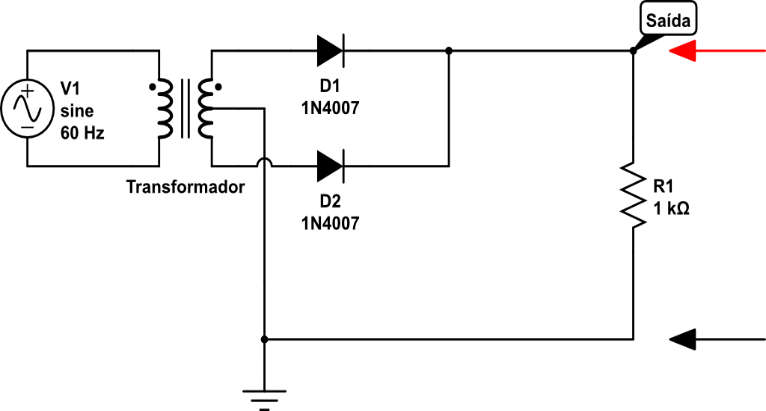 Saída
V1
sine
60 Hz
D1
1N4007
Transformador
D2
1N4007
R1
1 kΩ